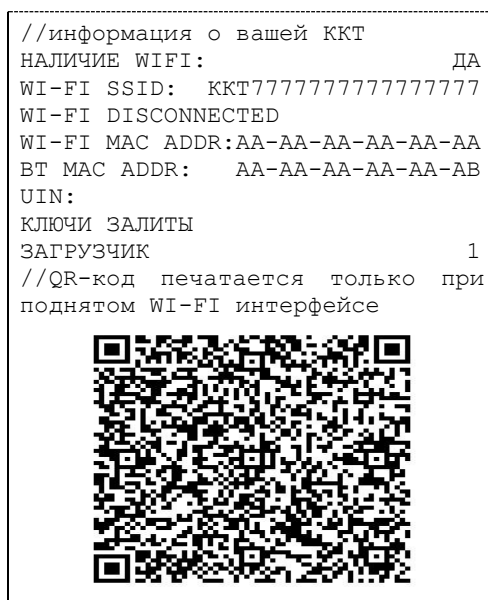 //информация о вашей ККТ
НАЛИЧИЕ WIFI: ДА
WI-FI SSID: ККТ7777777777777777
WI-FI DISCONNECTED
WI-FI MAC ADDR:AA-AA-AA-AA-AA-AA
BT MAC ADDR: AA-AA-AA-AA-AA-AB
UIN:
КЛЮЧИ ЗАЛИТЫ
ЗАГРУЗЧИК 1
//QR-код печатается только при
поднятом WI-FI интерфейсе